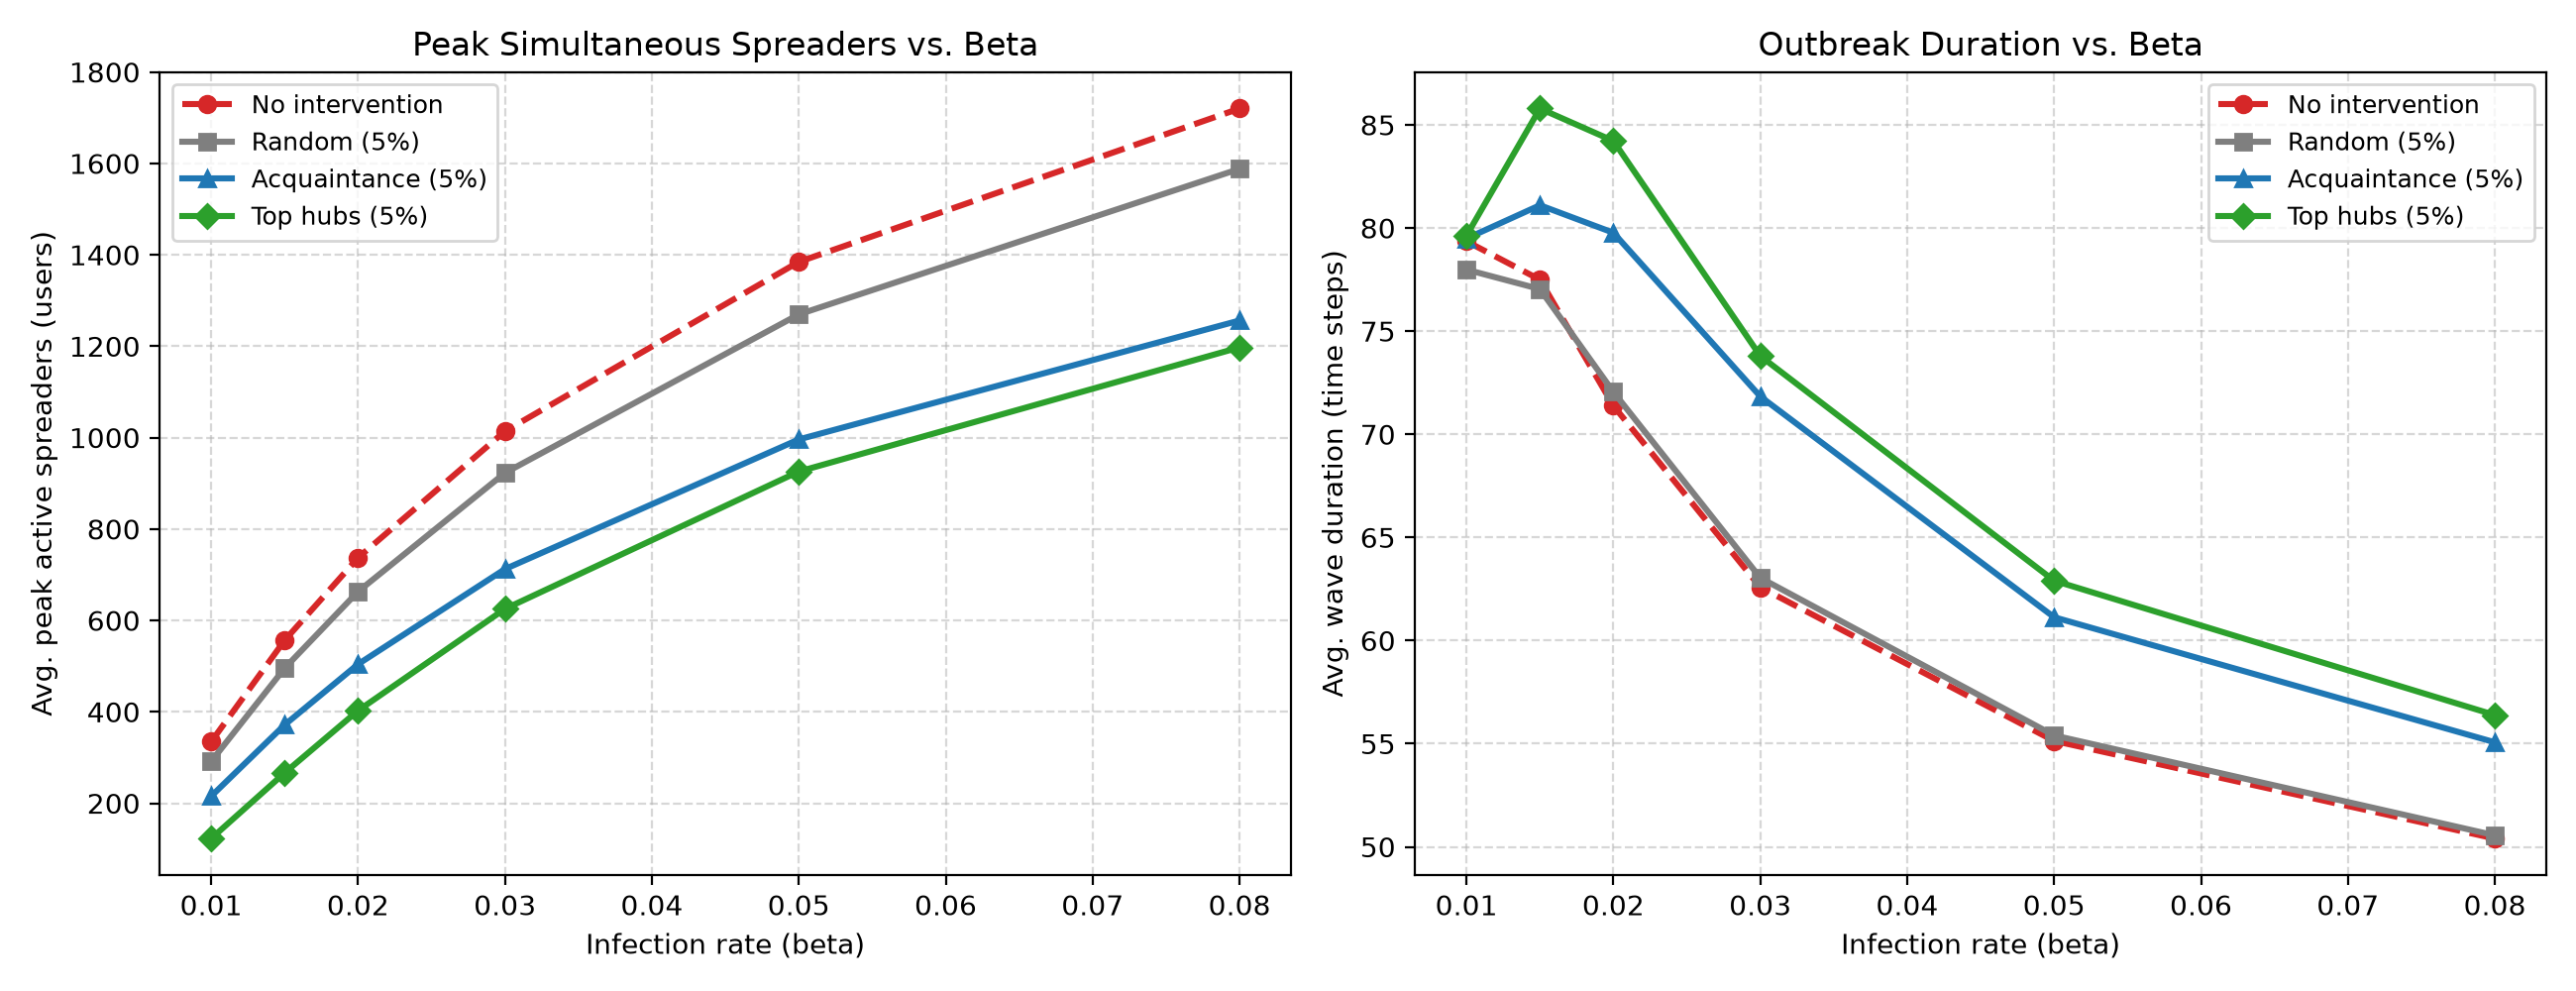 Peak Simultaneous Spreaders vs. Beta
Avg. peak active spreaders (users)
1800
1600
1400
1200
1000
800
600
400
200
No intervention
Random (5%)
Acquaintance (5%)
Top hubs (5%)
0.01 0.02 0.03 0.04 0.05 0.06 0.07 0.08
Infection rate (beta)
Outbreak Duration vs. Beta
Avg. wave duration (time steps)
85
80
75
70
65
60
55
50
No intervention
Random (5%)
Acquaintance (5%)
Top hubs (5%)
0.01 0.02 0.03 0.04 0.05 0.06 0.07 0.08
Infection rate (beta)